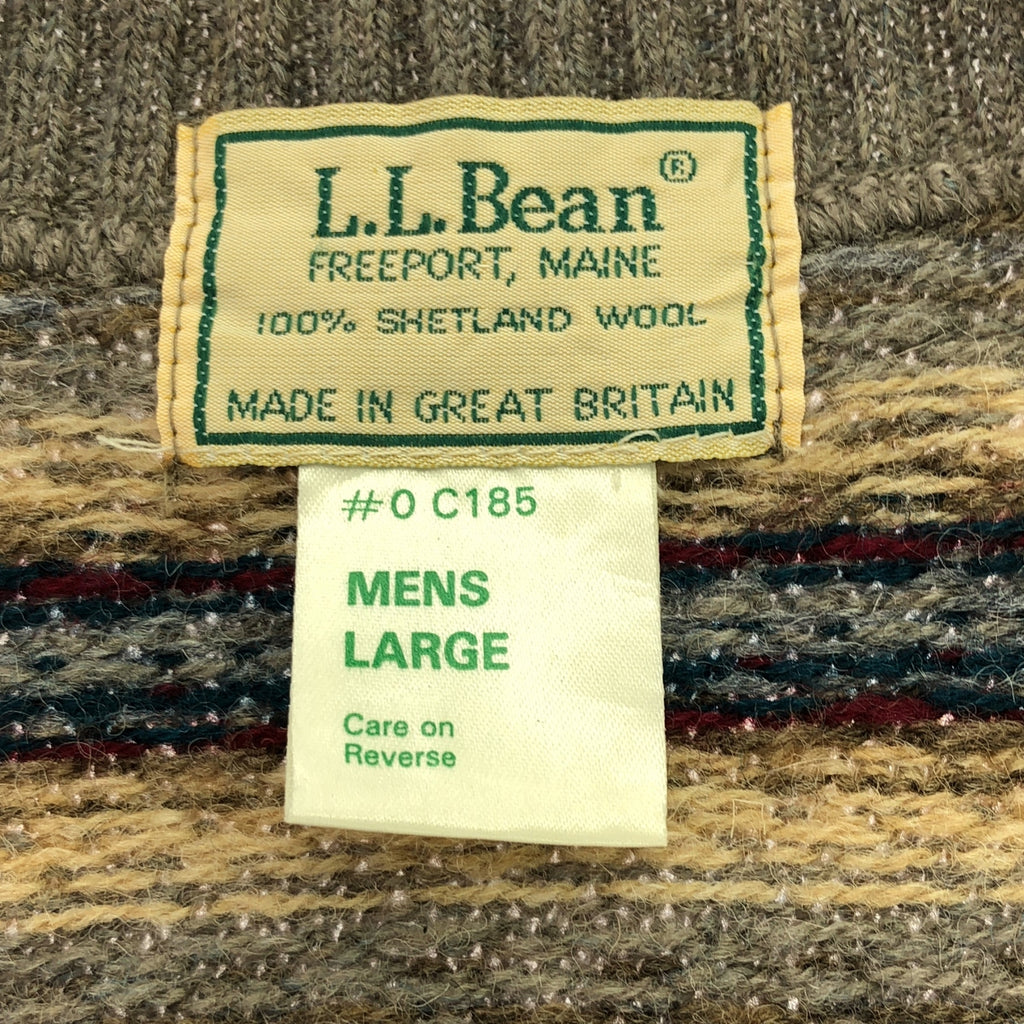 L.L.Bean®
FREEPORT, MAINE
100% SHETLAND WOOL
MADE IN GREAT BRITAIN
#0 C185
MENS
LARGE
Care on
Reverse